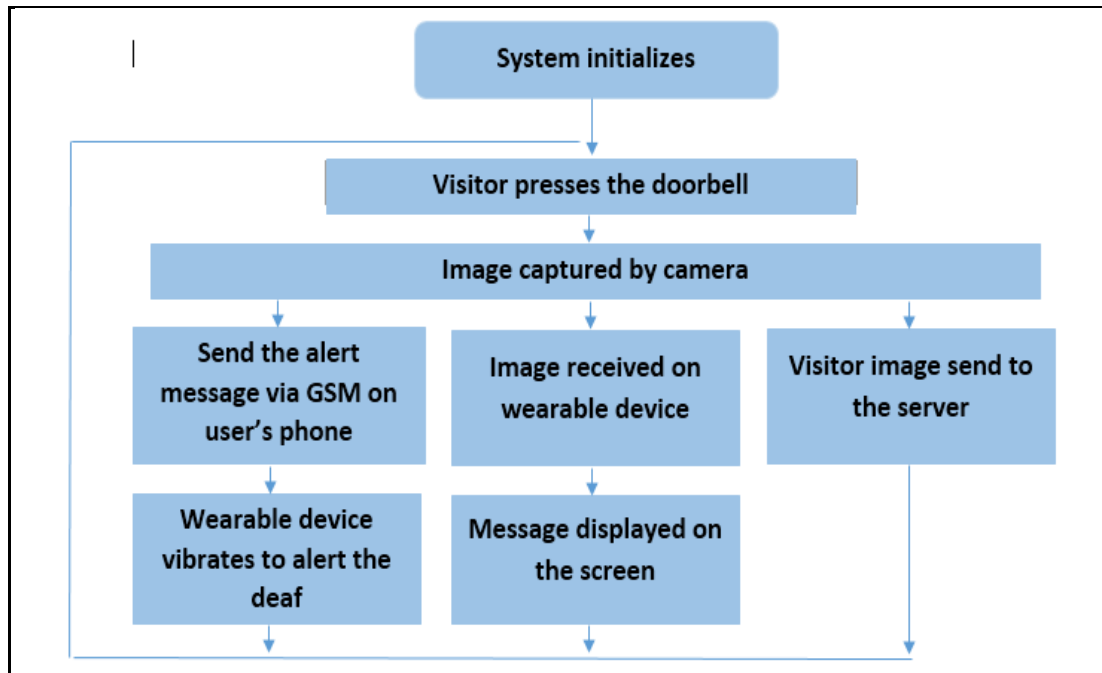 System initializes
Visitor presses the doorbell
Image captured by camera
Send the alert
message via GSM on
user’s phone
Image received on
wearable device
Visitor image send to
the server
Wearable device
vibrates to alert the
deaf
Message displayed on
the screen